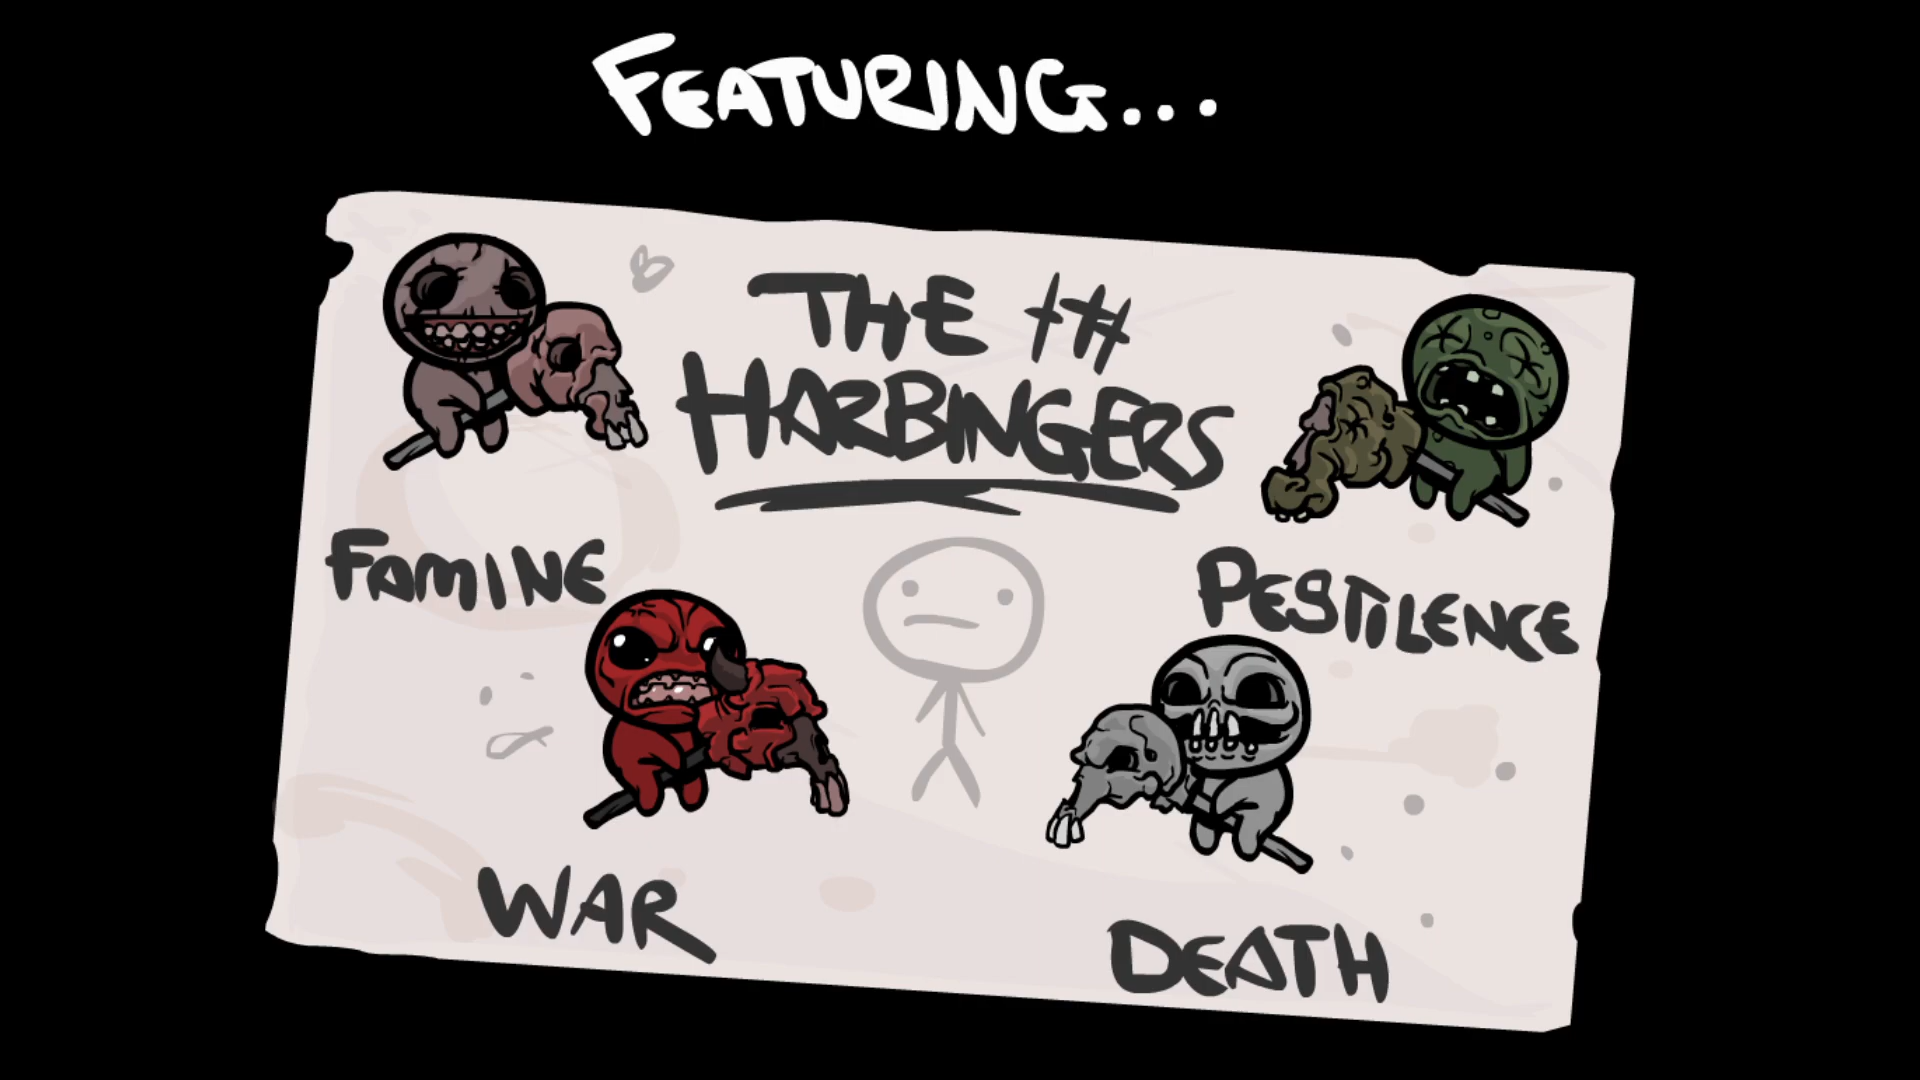 FEATURING...
THE
HARBINGERS
FAMINE
PESTILENCE
WAR
DEATH